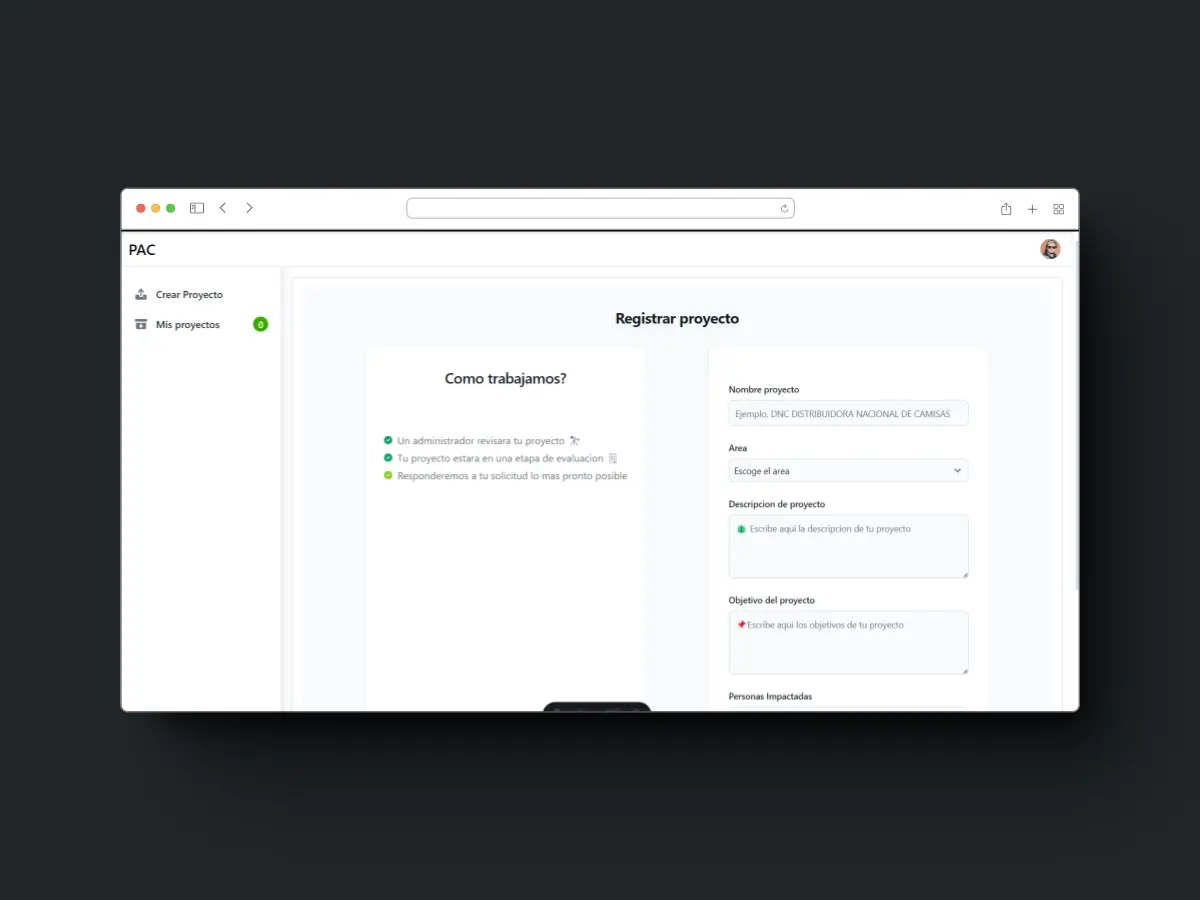 PAC
Crear Proyecto
Mis proyectos 0
Registrar proyecto
Como trabajamos?
Un administrador revisara tu proyecto
Tu proyecto estara en una etapa de evaluacion
Responderemos a tu solicitud lo mas pronto posible
Nombre proyecto
Ejemplo. DNC DISTRIBUIDORA NACIONAL DE CAMISAS
Area
Escoge el area
Descripcion de proyecto
Escribe aqui la descripcion de tu proyecto
Objetivo del proyecto
Escribe aqui los objetivos de tu proyecto
Personas Impactadas